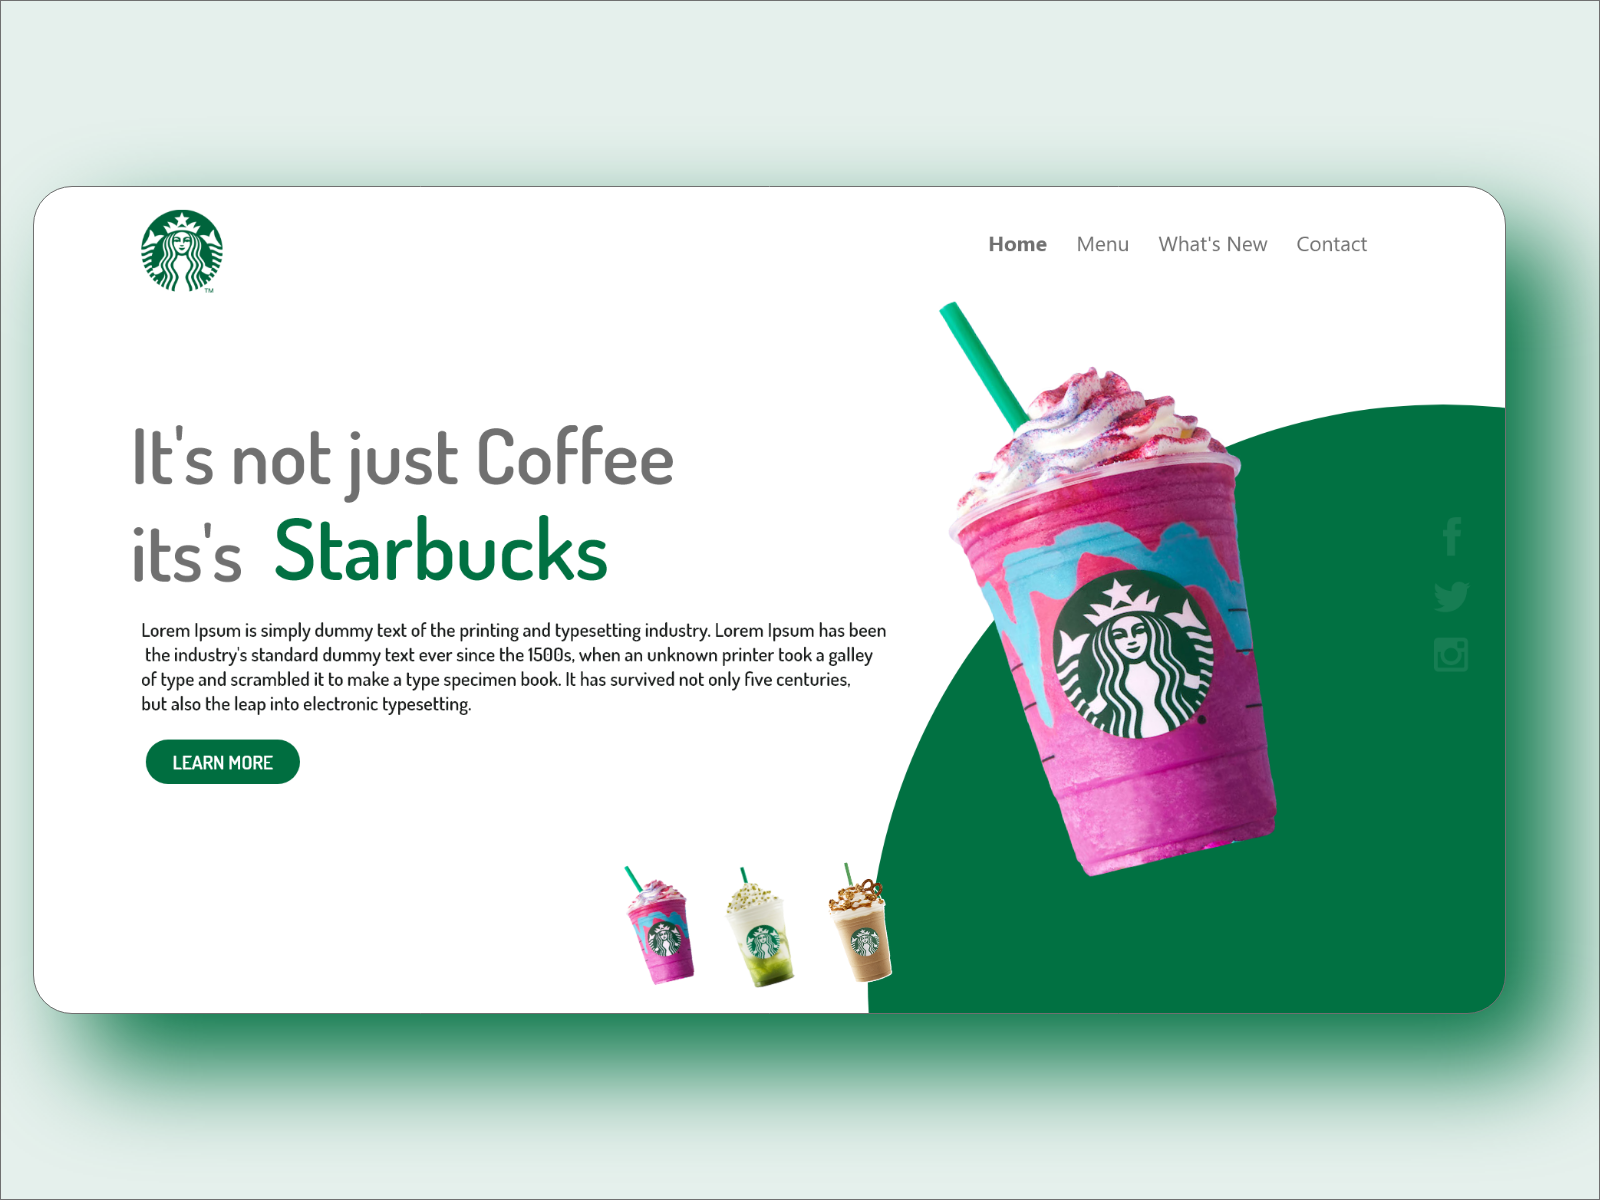 TM
Home Menu What's New Contact
It's not just Coffee
its's Starbucks
Lorem Ipsum is simply dummy text of the printing and typesetting industry. Lorem Ipsum has been
the industry's standard dummy text ever since the 1500s, when an unknown printer took a galley
of type and scrambled it to make a type specimen book. It has survived not only five centuries,
but also the leap into electronic typesetting.
LEARN MORE